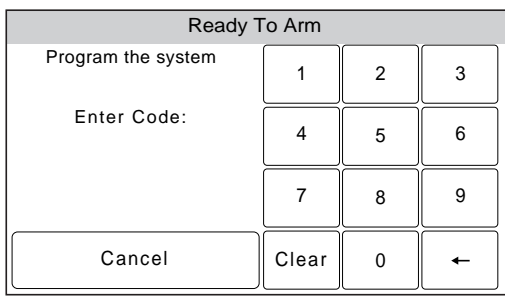 Ready To Arm
Program the system
Enter Code:
1 2 3
4 5 6
7 8 9
Cancel Clear 0 ←